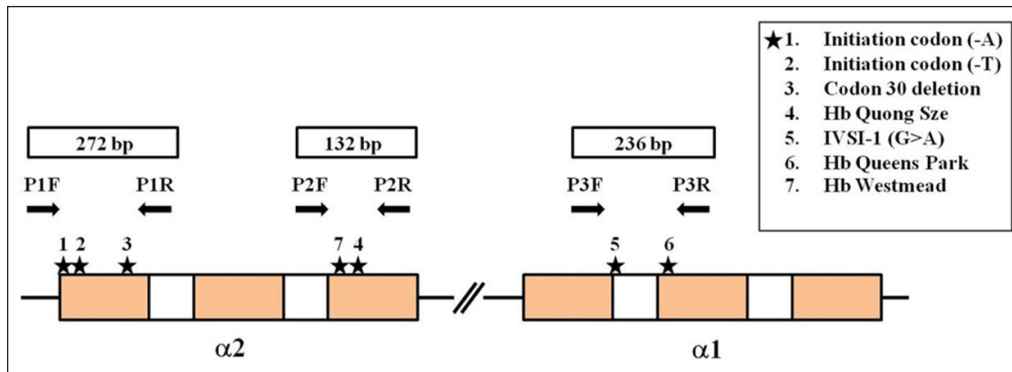 ★1. Initiation codon (-A)
2. Initiation codon (-T)
3. Codon 30 deletion
4. Hb Quong Sze
5. IVSI-1 (G>A)
6. Hb Queens Park
7. Hb Westmead
272 bp 132 bp 236 bp
P1F P1R P2F P2R P3F P3R
1 2 3 7 4 5 6
α2 α1